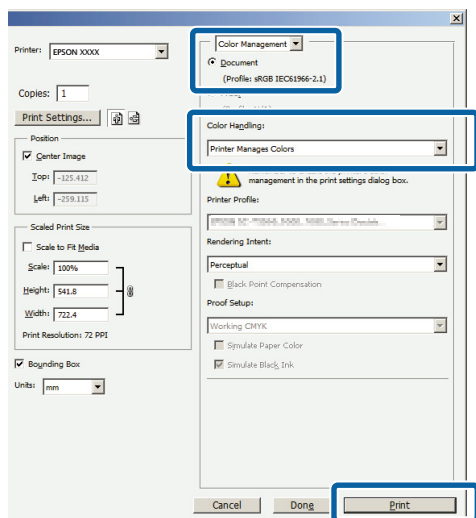 Printer:
EPSON XXXX
Copies:
1
Print Settings...
Position
Center Image
Top:
-125.412
Left:
-259.115
Scaled Print Size
Scale to Fit Media
Scale:
100%
Height:
541.8
Width:
722.4
Print Resolution: 72 PPI
Bounding Box
Units:
mm
Color Management
Document
(Profile: sRGB IEC61966-2.1)
Color Handling:
Printer Manages Colors
management in the print settings dialog box.
Printer Profile:
Rendering Intent:
Perceptual
Black Point Compensation
Proof Setup:
Working CMYK
Simulate Paper Color
Simulate Black Ink
Cancel
Done
Print